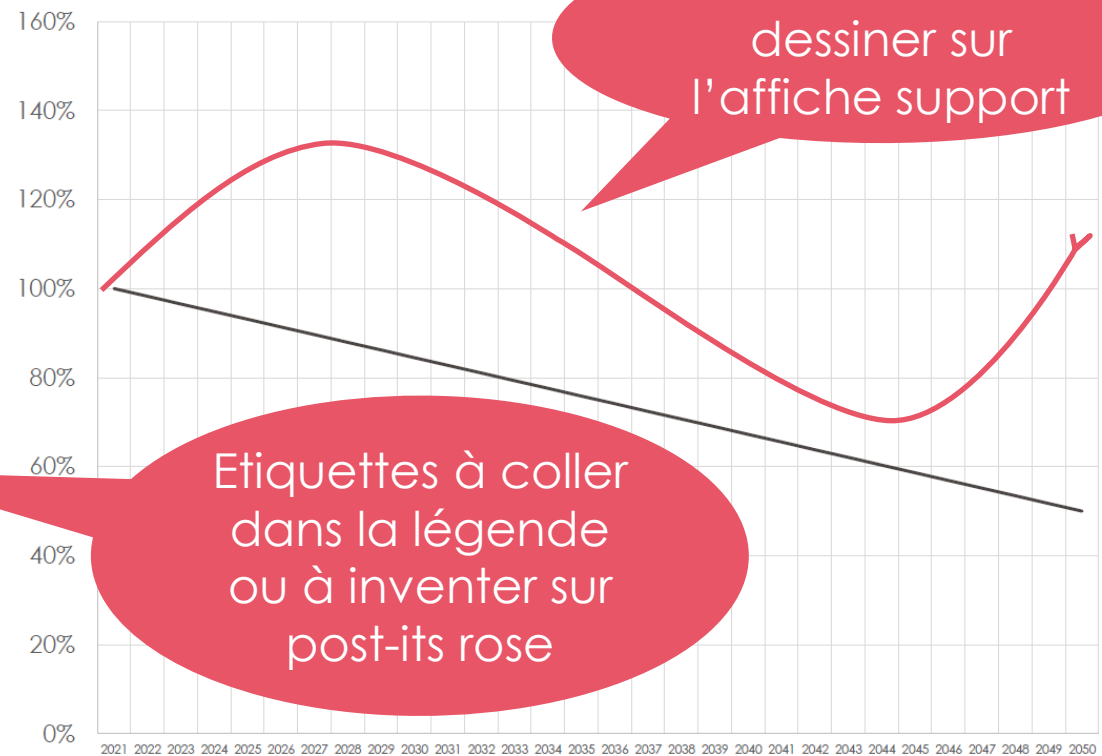 160%
140%
120%
100%
80%
60%
40%
20%
0%
dessiner sur
l'affiche support
Etiquettes à coller
dans la légende
ou à inventer sur
post-its rose
2021 2022 2023 2024 2025 2026 2027 2028 2029 2030 2031 2032 2033 2034 2035 2036 2037 2038 2039 2040 2041 2042 2043 2044 2045 2046 2047 2048 2049 2050